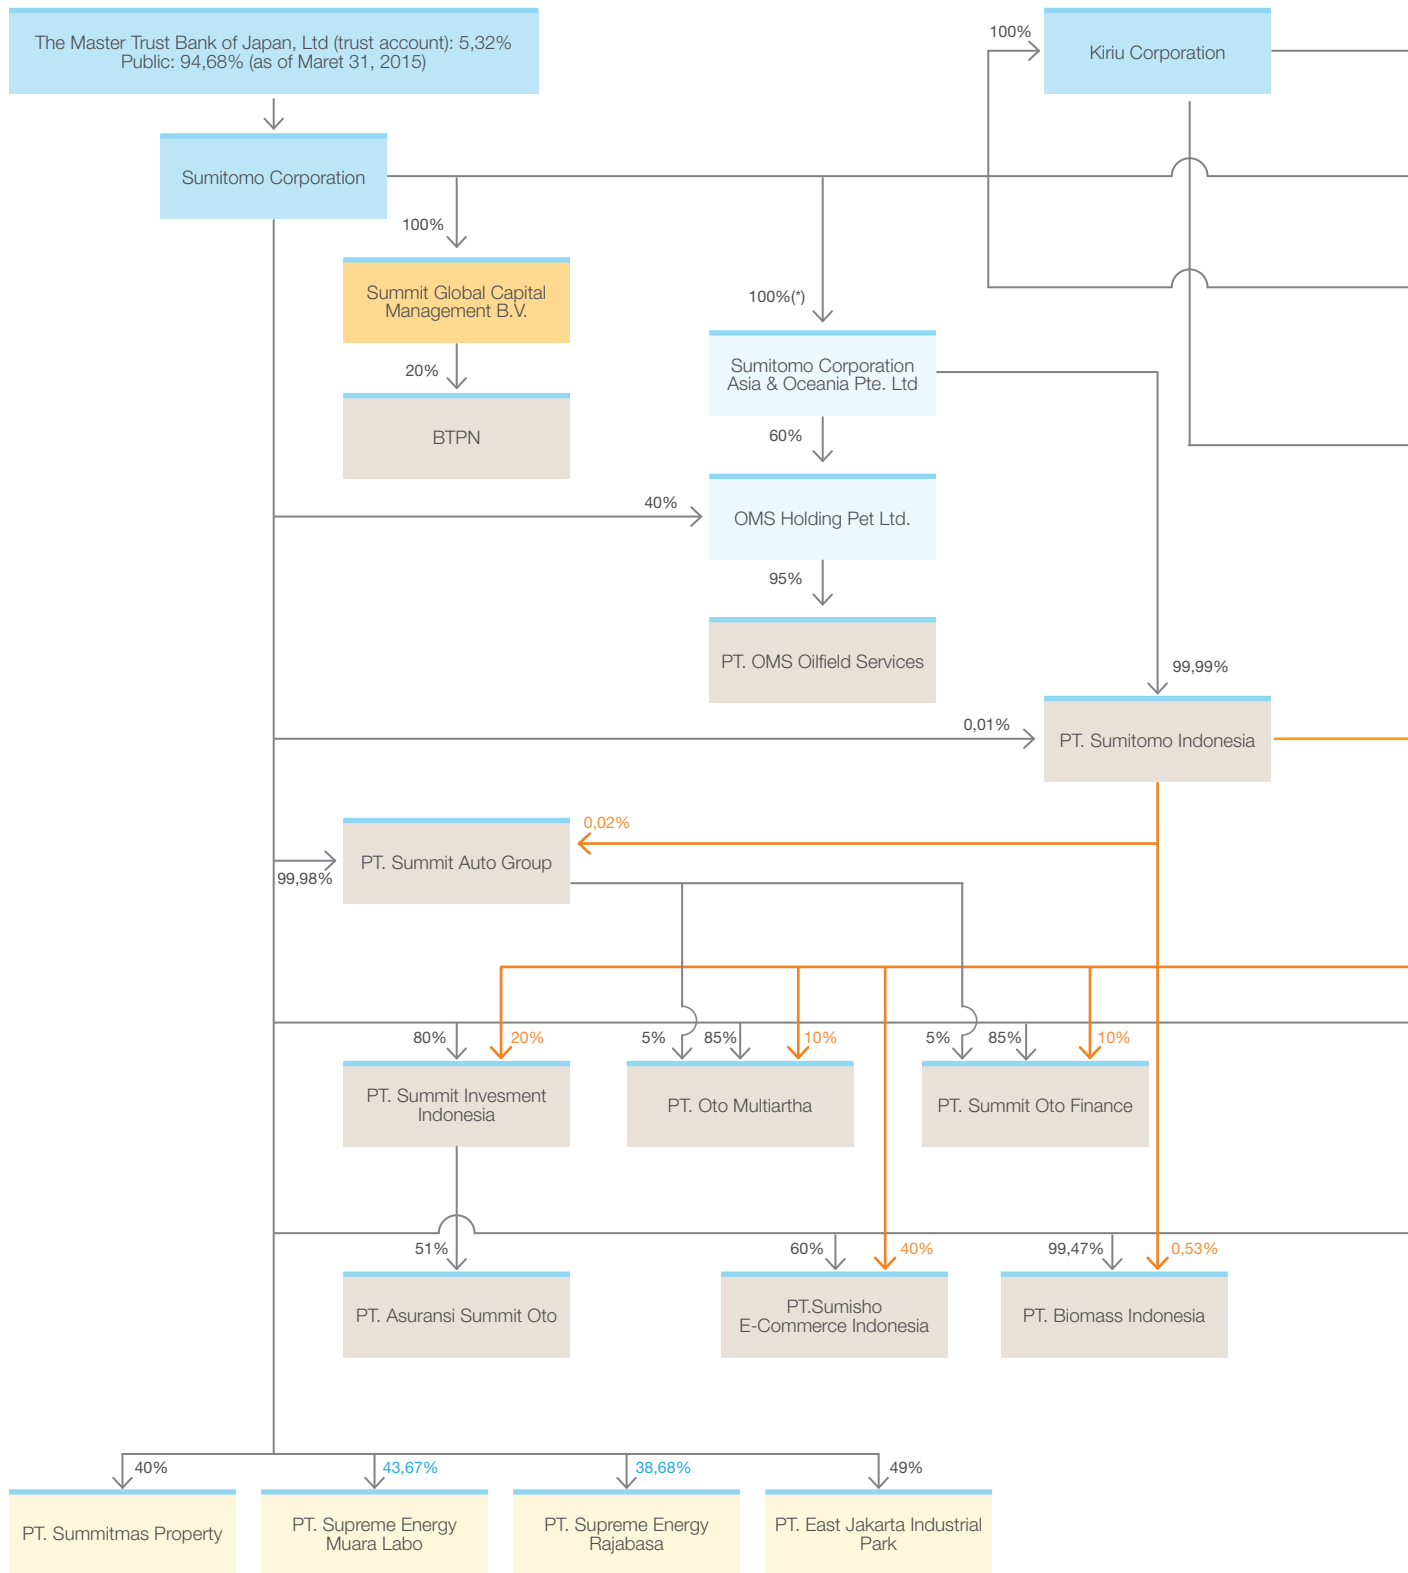 The Master Trust Bank of Japan, Ltd (trust account): 5,32%
Public: 94,68% (as of Maret 31, 2015)
100%
Kiriu Corporation
Sumitomo Corporation
100%
Summit Global Capital
Management B.V.
100%(*)
20%
Sumitomo Corporation
Asia & Oceania Pte. Ltd
BTPN
60%
40%
OMS Holding Pet Ltd.
95%
PT. OMS Oilfield Services
99,99%
0,01%
PT. Sumitomo Indonesia
0,02%
PT. Summit Auto Group
99,98%
80%
20%
5%
85%
10%
5%
85%
10%
PT. Summit Invesment
Indonesia
PT. Oto Multiartha
PT. Summit Oto Finance
51%
60%
40%
99,47%
0,53%
PT. Asuransi Summit Oto
PT.Sumisho
E-Commerce Indonesia
PT. Biomass Indonesia
40%
43,67%
38,68%
49%
PT. Summitmas Property
PT. Supreme Energy
Muara Labo
PT. Supreme Energy
Rajabasa
PT. East Jakarta Industrial
Park